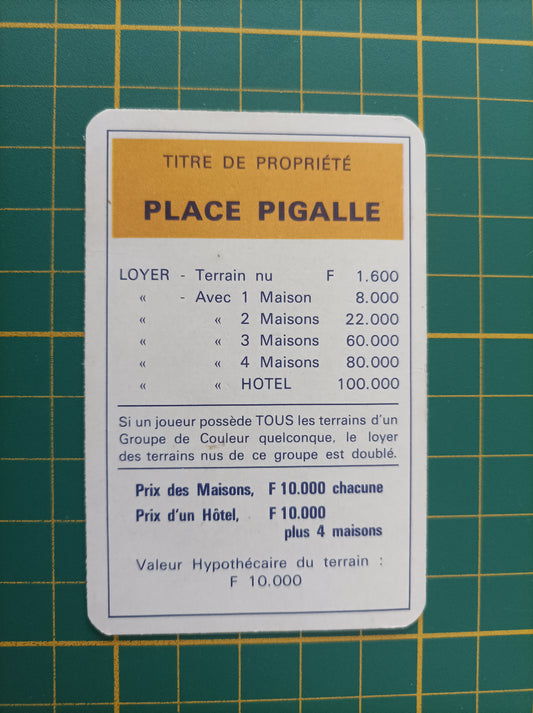 TITRE DE PROPRIÉTÉ
PLACE PIGALLE
LOYER - Terrain nu F 1.600
« - Avec 1 Maison 8.000
« « 2 Maisons 22.000
« « 3 Maisons 60.000
« « 4 Maisons 80.000
« « HOTEL 100.000
Si un joueur possède TOUS les terrains d'un
Groupe de Couleur quelconque, le loyer
des terrains nus de ce groupe est doublé.
Prix des Maisons, F 10.000 chacune
Prix d'un Hôtel, F 10.000
plus 4 maisons
Valeur Hypothécaire du terrain :
F 10.000